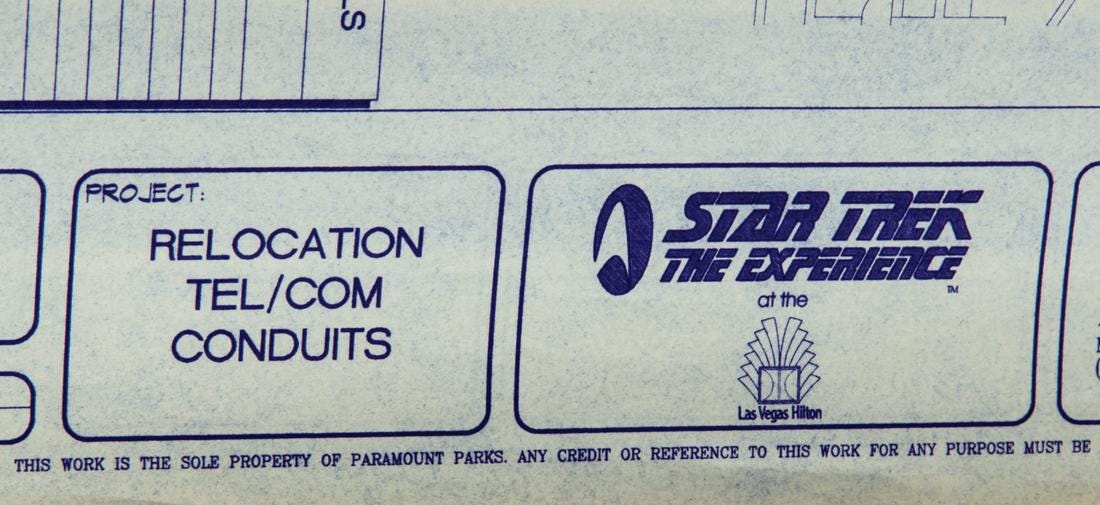 LS
PROJECT:
RELOCATION
TEL/COM
CONDUITS
STAR TREK
THE EXPERIENCE
TM
at the
Las Vegas Hilton
THIS WORK IS THE SOLE PROPERTY OF PARAMOUNT PARKS. ANY CREDIT OR REFERENCE TO THIS WORK FOR ANY PURPOSE MUST BE